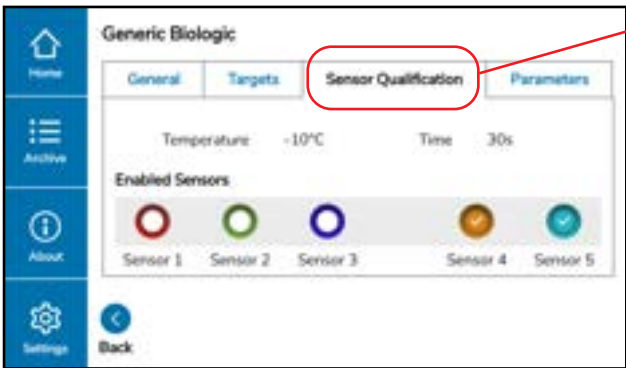 Generic Biologic
Home
General Targets Sensor Qualification Parameters
Temperature -10°C Time 30s
Archive
Enabled Sensors
About
Sensor 1 Sensor 2 Sensor 3 Sensor 4 Sensor 5
Settings
Back